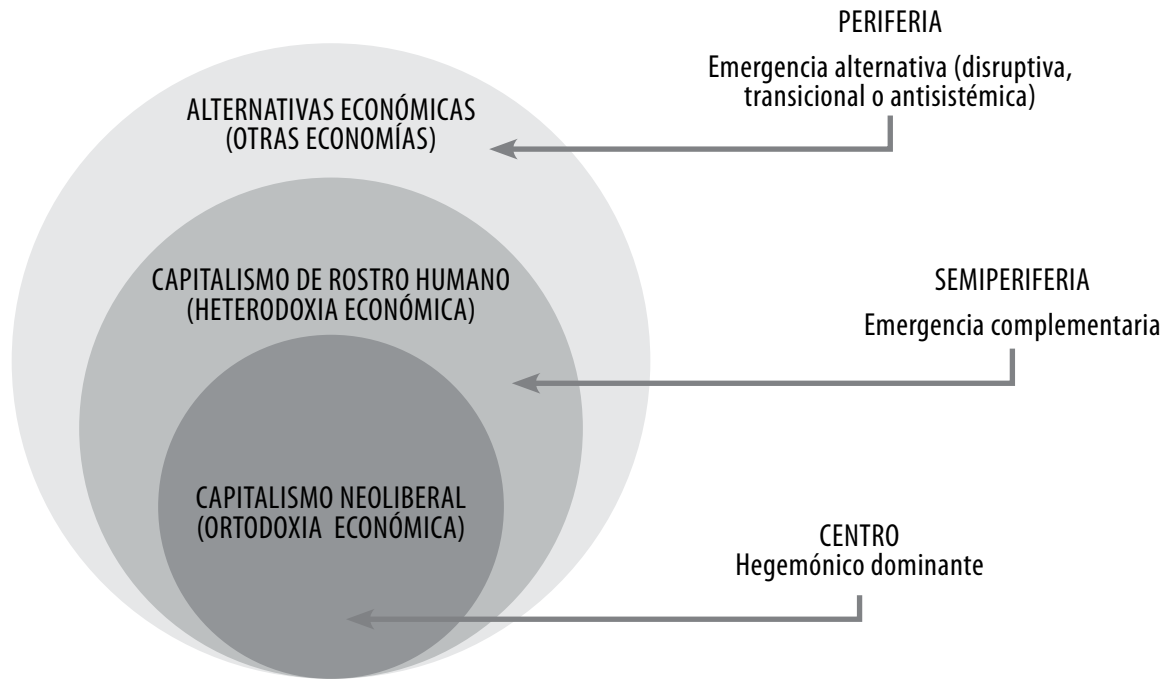 PERIFERIA
Emergencia alternativa (disruptiva,
transicional o antisistémica)
ALTERNATIVAS ECONÓMICAS
(OTRAS ECONOMÍAS)
CAPITALISMO DE ROSTRO HUMANO
(HETERODOXIA ECONÓMICA)
SEMIPERIFERIA
Emergencia complementaria
CAPITALISMO NEOLIBERAL
(ORTODOXIA ECONÓMICA)
CENTRO
Hegemónico dominante